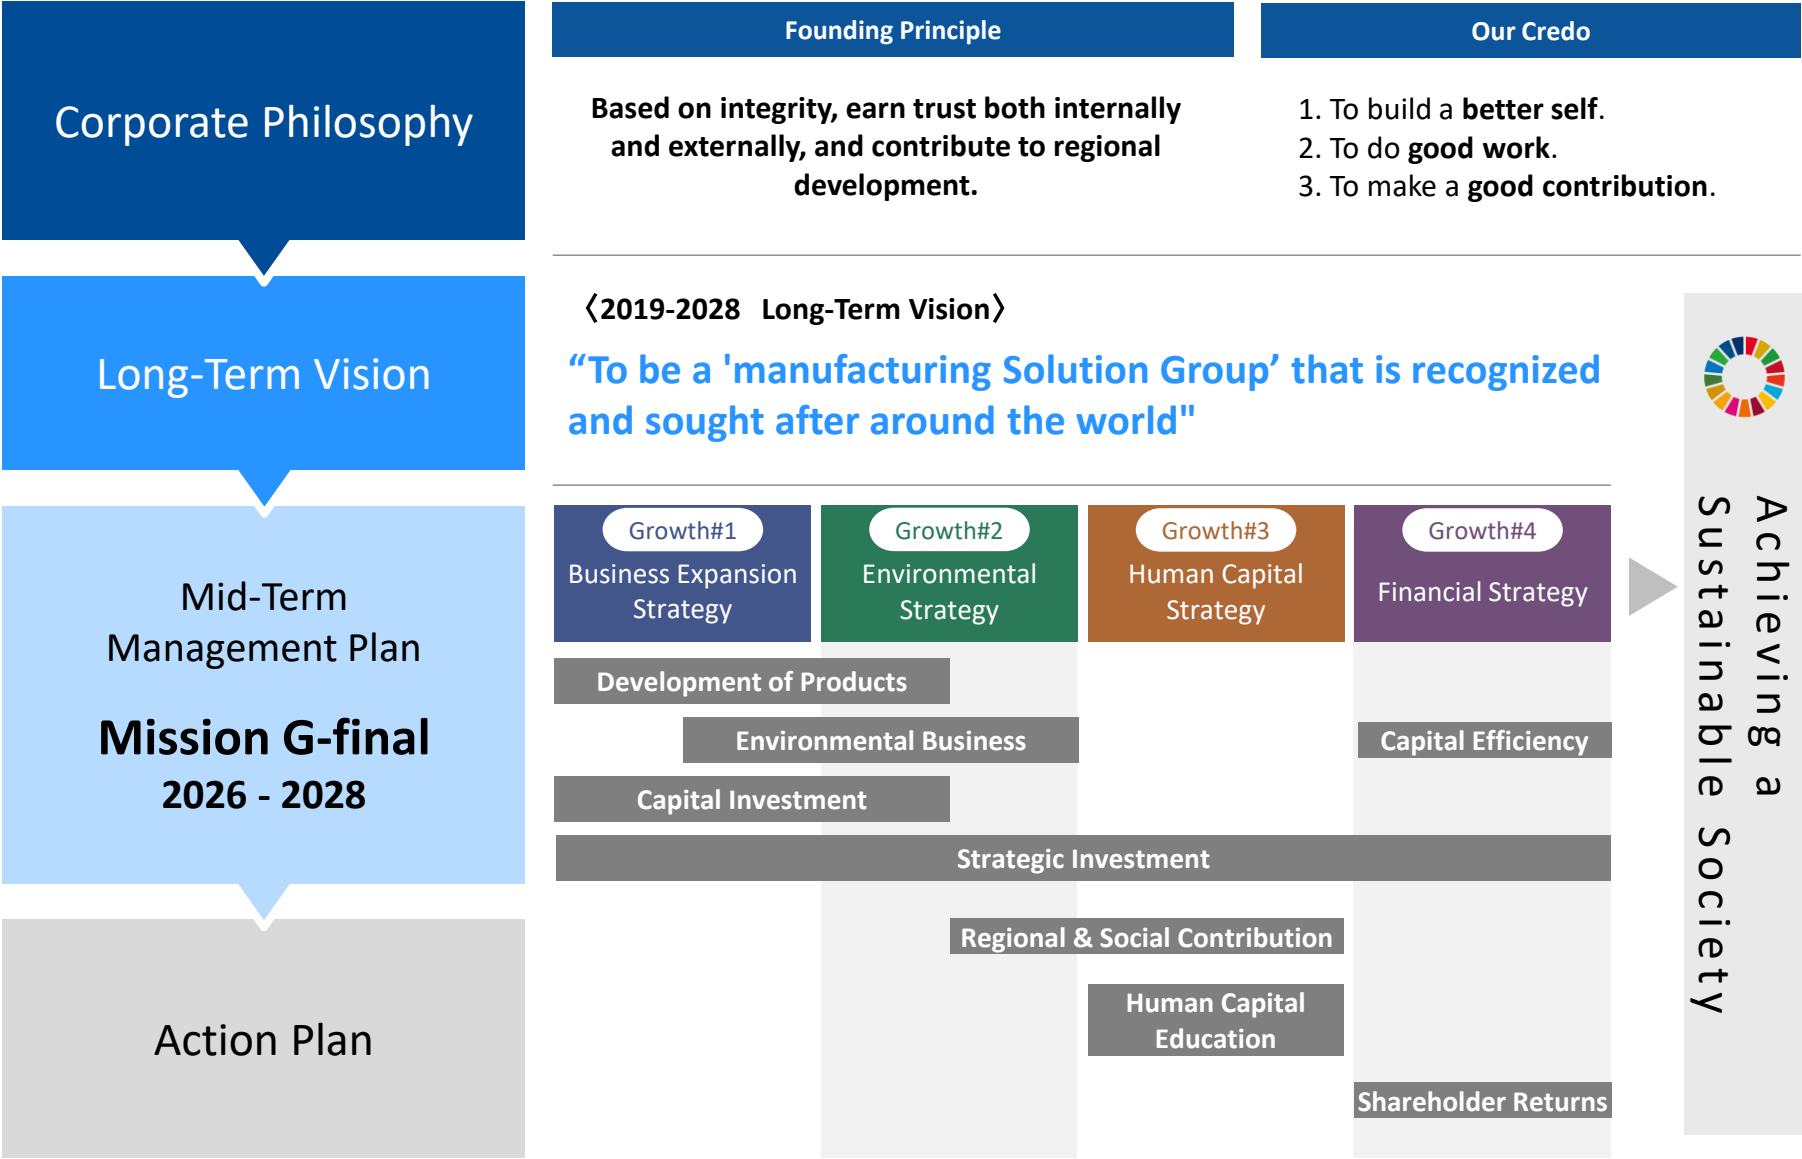 Corporate Philosophy
Founding Principle
Based on integrity, earn trust both internally
and externally, and contribute to regional
development.
Our Credo
1. To build a better self.
2. To do good work.
3. To make a good contribution.
Long-Term Vision
〈2019-2028 Long-Term Vision〉
“To be a 'manufacturing Solution Group’ that is recognized
and sought after around the world"
Mid-Term
Management Plan
Mission G-final
2026 - 2028
Growth#1
Business Expansion
Strategy
Growth#2
Environmental
Strategy
Growth#3
Human Capital
Strategy
Growth#4
Financial Strategy
Development of Products
Environmental Business
Capital Efficiency
Capital Investment
Strategic Investment
Action Plan
Regional & Social Contribution
Human Capital
Education
Shareholder Returns
Achieving a
Sustainable Society